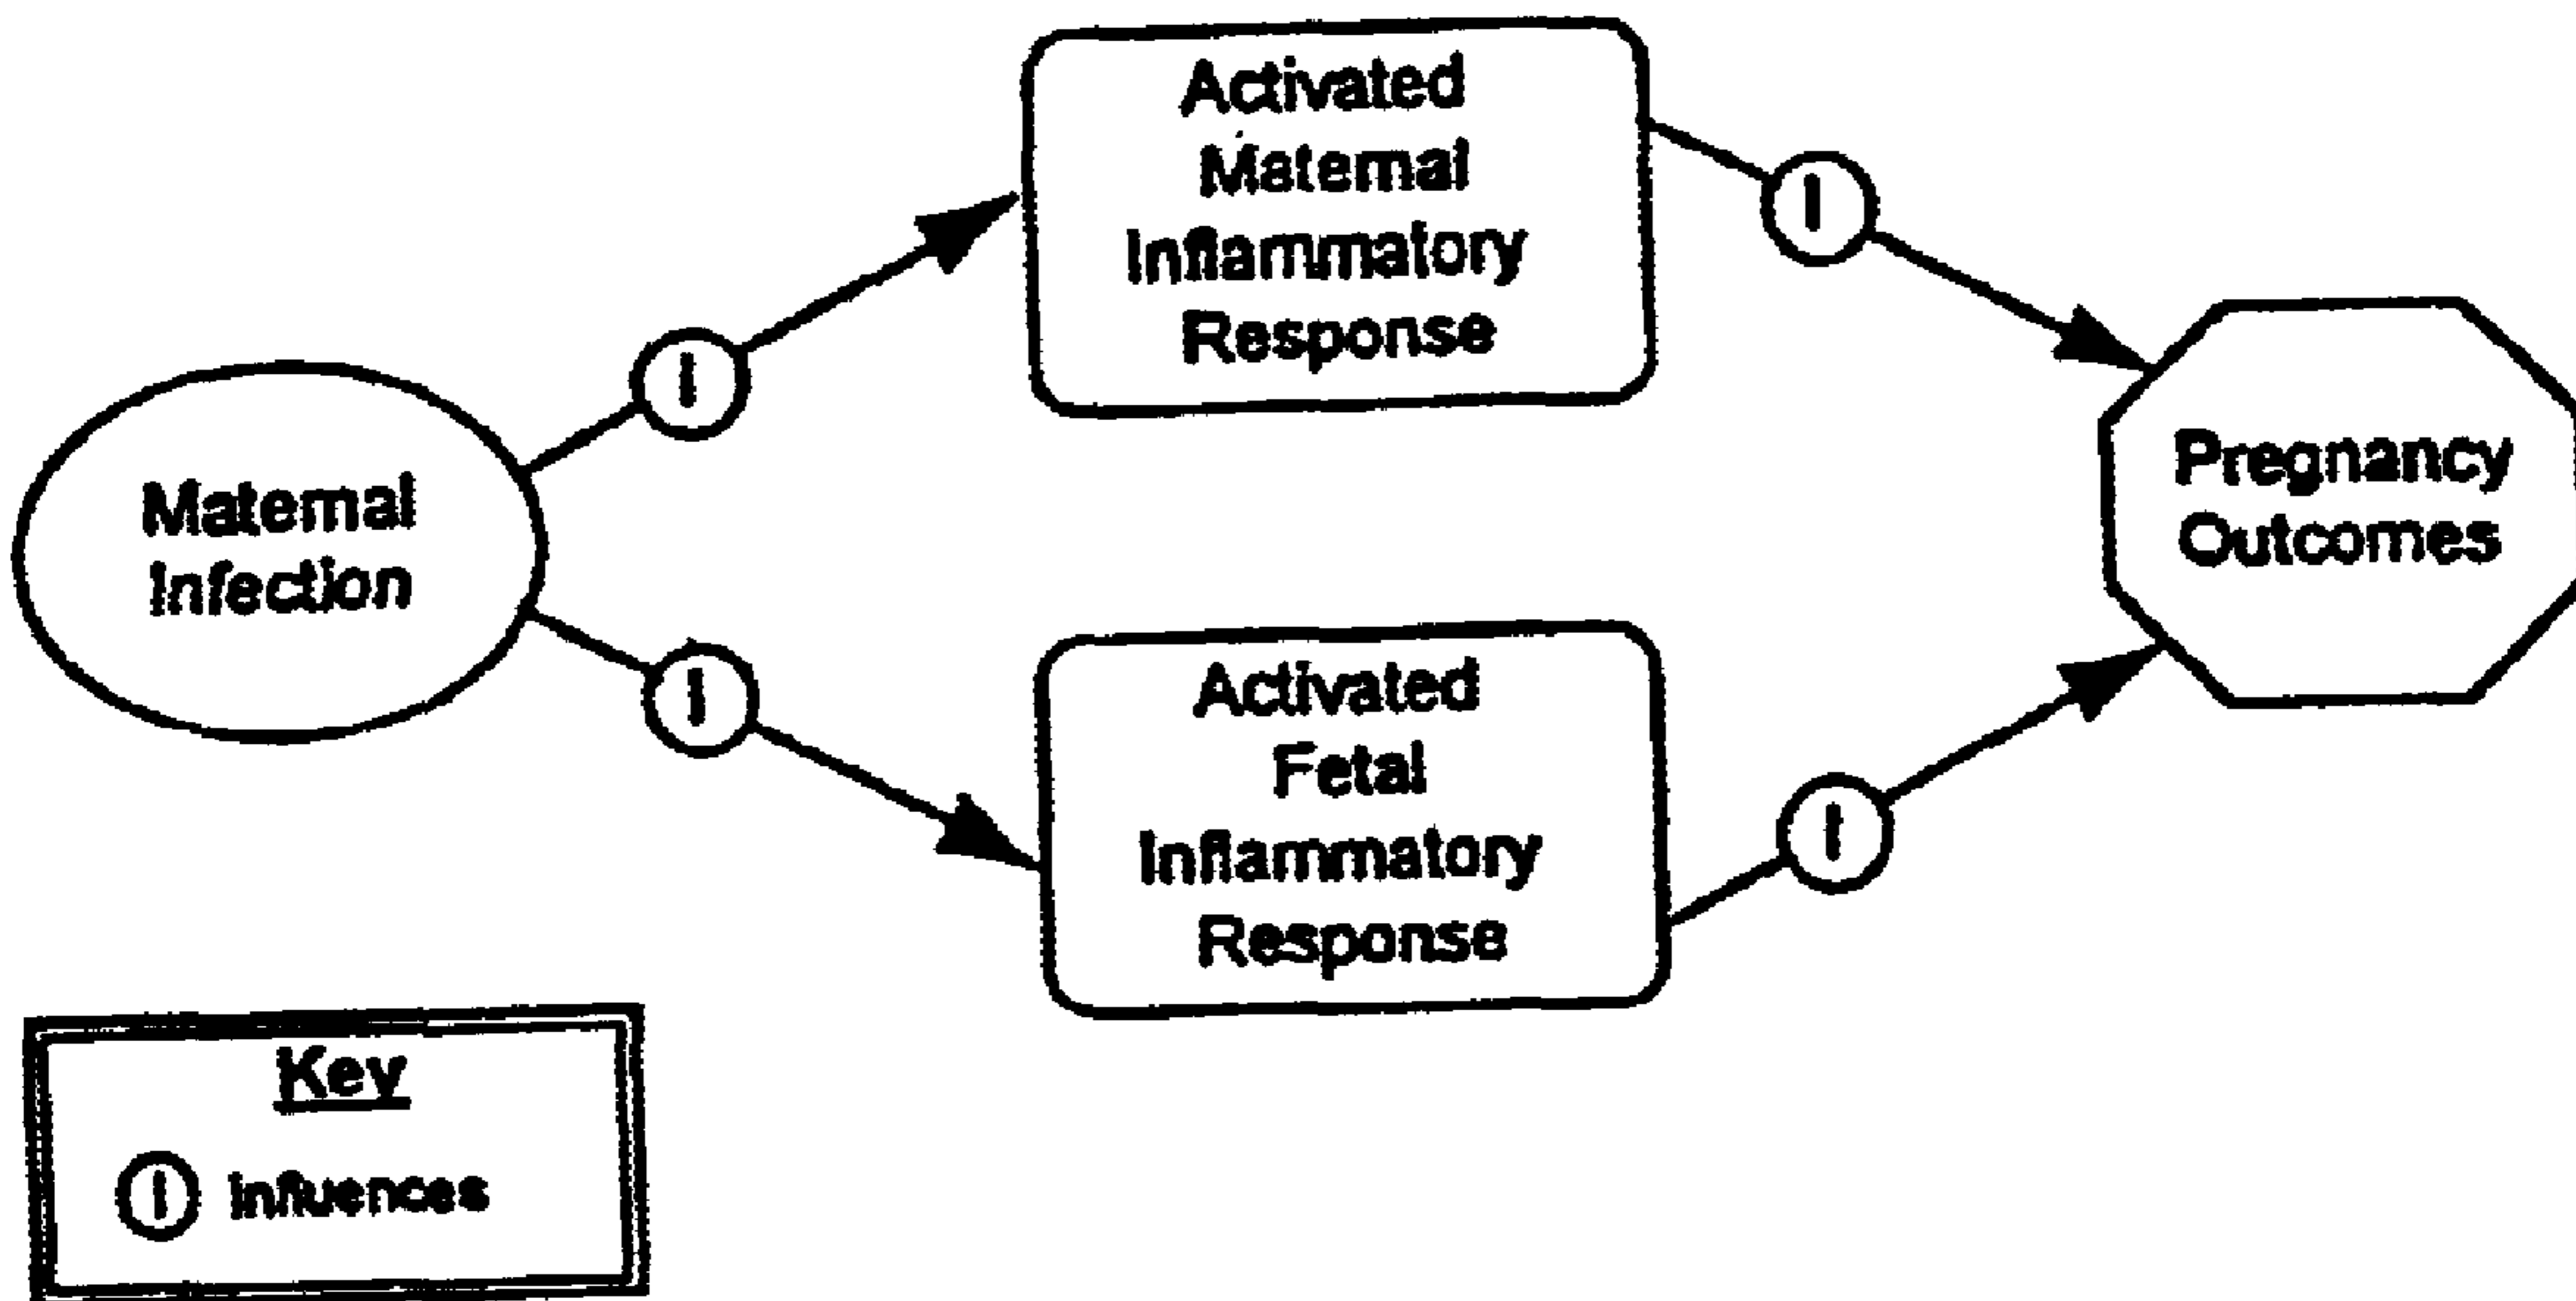 Activated
Maternal
Inflammatory
Response
I
I
Maternal
Infection
Pregnancy
Outcomes
I
I
Activated
Fetal
Inflammatory
Response
Key
I Influences